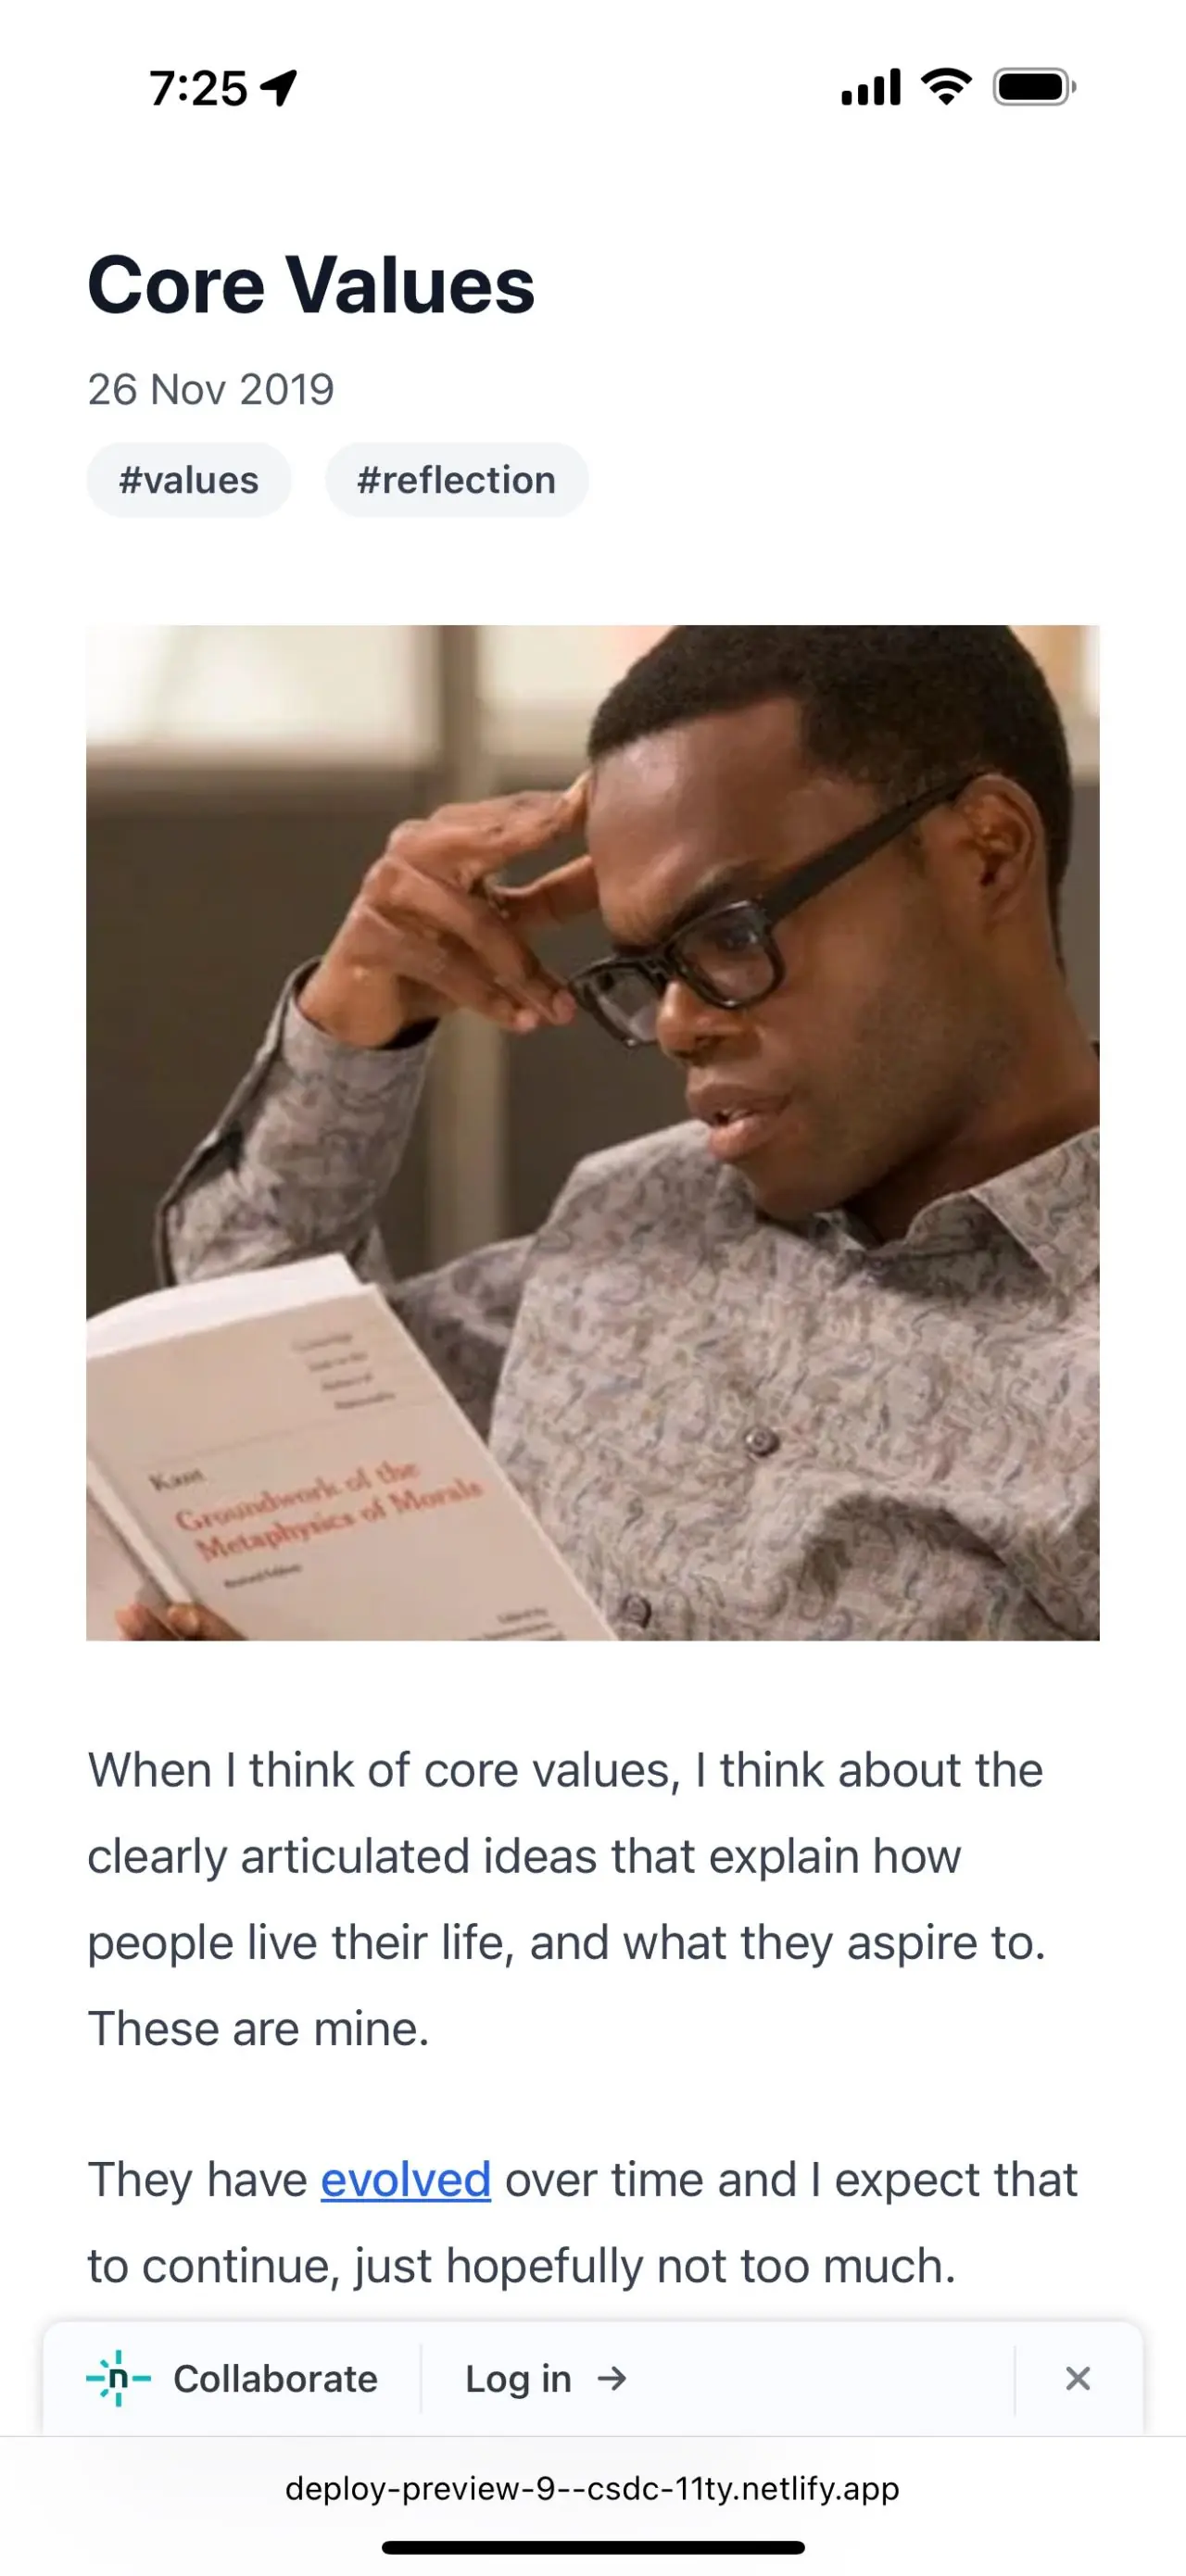 7:25
Core Values
26 Nov 2019
#values #reflection
Kant
Groundwork of the
Metaphysics of Morals
When I think of core values, I think about the
clearly articulated ideas that explain how
people live their life, and what they aspire to.
These are mine.
They have evolved over time and I expect that
to continue, just hopefully not too much.
n Collaborate Log in → ×
deploy-preview-9--csdc-11ty.netlify.app